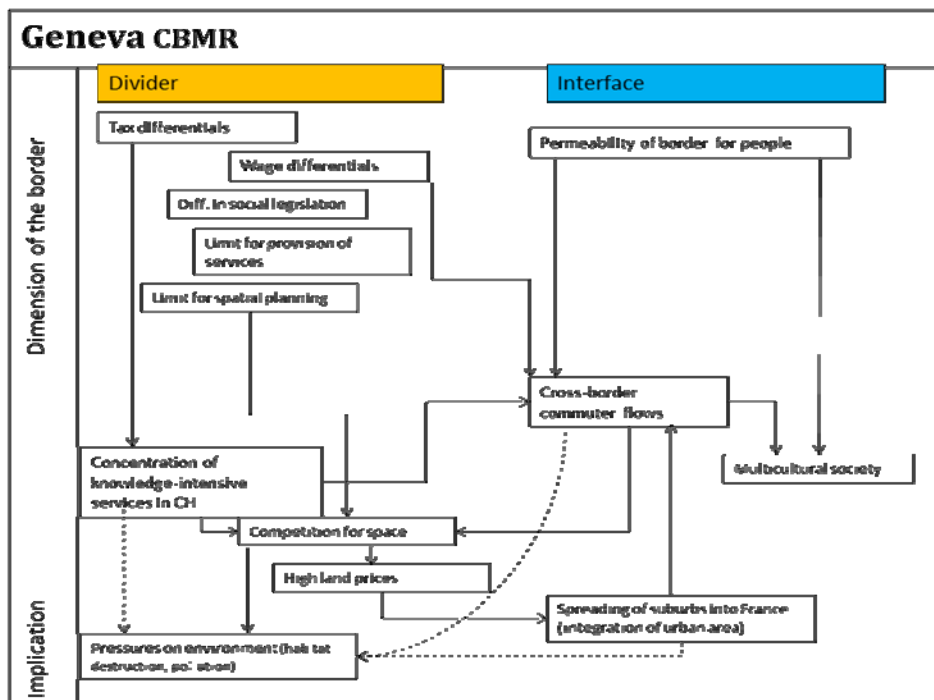 Geneva CBMR
Divider
Interface
Dimension of the border
Tax differentials
Permeability of border for people
Wage differentials
Diff. in social legislation
Limit for provision of
services
Limit for spatial planning
Cross-border
commuter flows
Concentration of
knowledge-intensive
services in CH
Multicultural society
Competition for space
High land prices
Implication
Spreading of suburbs into France
(integration of urban area)
Pressures on environment (habitat
destruction, pollution)